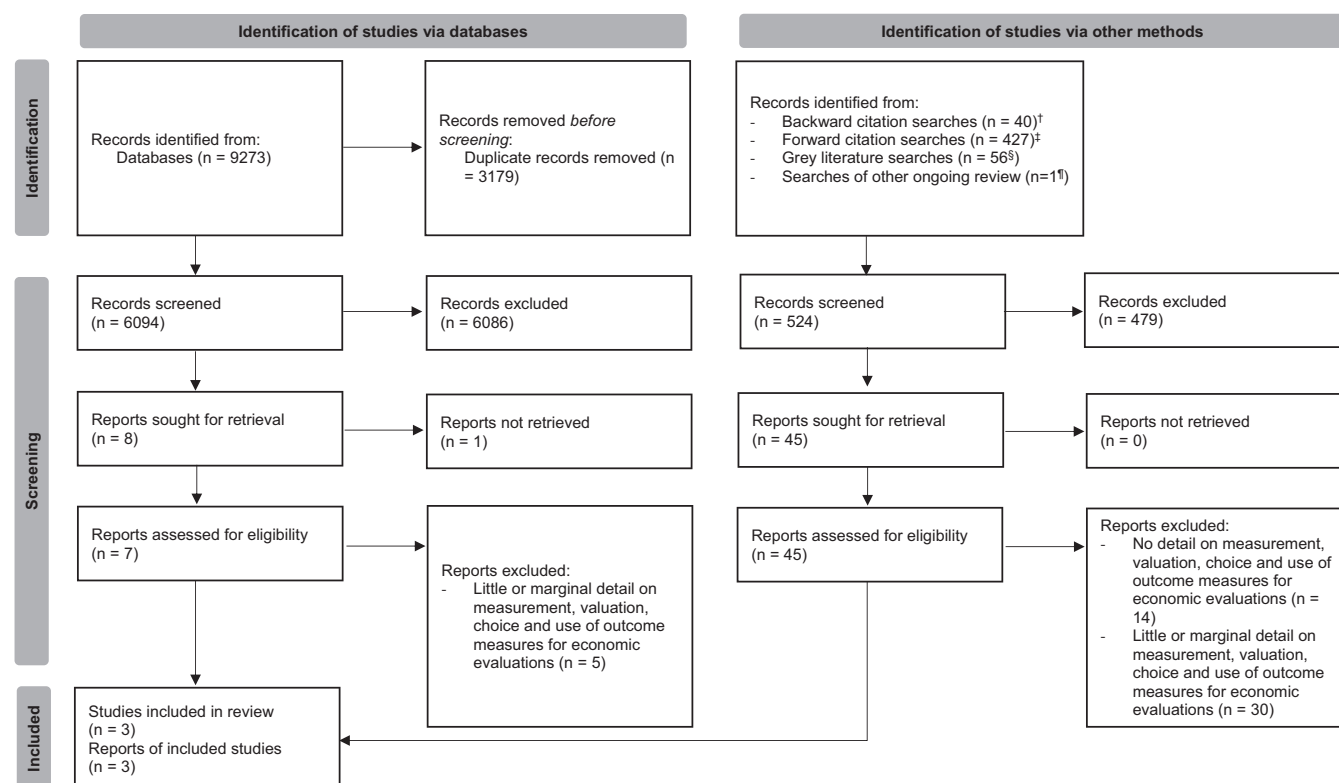 Identification of studies via databases
Identification of studies via other methods
Identification
Records identified from:
Databases (n = 9273)
Records removed before
screening:
Duplicate records removed (n
= 3179)
Records identified from:
- Backward citation searches (n = 40)†
- Forward citation searches (n = 427)‡
- Grey literature searches (n = 56§)
- Searches of other ongoing review (n=1¶)
Screening
Records screened
(n = 6094)
Records excluded
(n = 6086)
Records screened
(n = 524)
Records excluded
(n = 479)
Reports sought for retrieval
(n = 8)
Reports not retrieved
(n = 1)
Reports sought for retrieval
(n = 45)
Reports not retrieved
(n = 0)
Reports assessed for eligibility
(n = 7)
Reports excluded:
- Little or marginal detail on
measurement, valuation,
choice and use of outcome
measures for economic
evaluations (n = 5)
Reports assessed for eligibility
(n = 45)
Reports excluded:
- No detail on measurement,
valuation, choice and use of
outcome measures for
economic evaluations (n =
14)
- Little or marginal detail on
measurement, valuation,
choice and use of outcome
measures for economic
evaluations (n = 30)
Included
Studies included in review
(n = 3)
Reports of included studies
(n = 3)